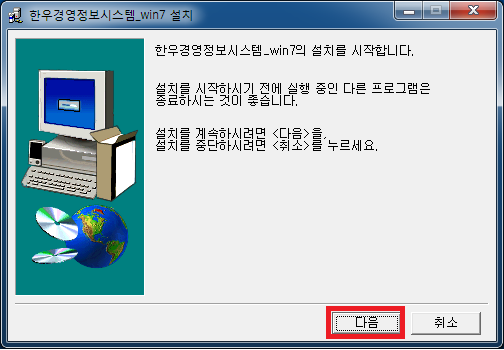 한우경영정보시스템_win7 설치
한우경영정보시스템_win7의 설치를 시작합니다.
설치를 시작하시기 전에 실행 중인 다른 프로그램은
종료하시는 것이 좋습니다.
설치를 계속하시려면 <다음>을,
설치를 중단하시려면 <취소>를 누르세요.
다음
취소